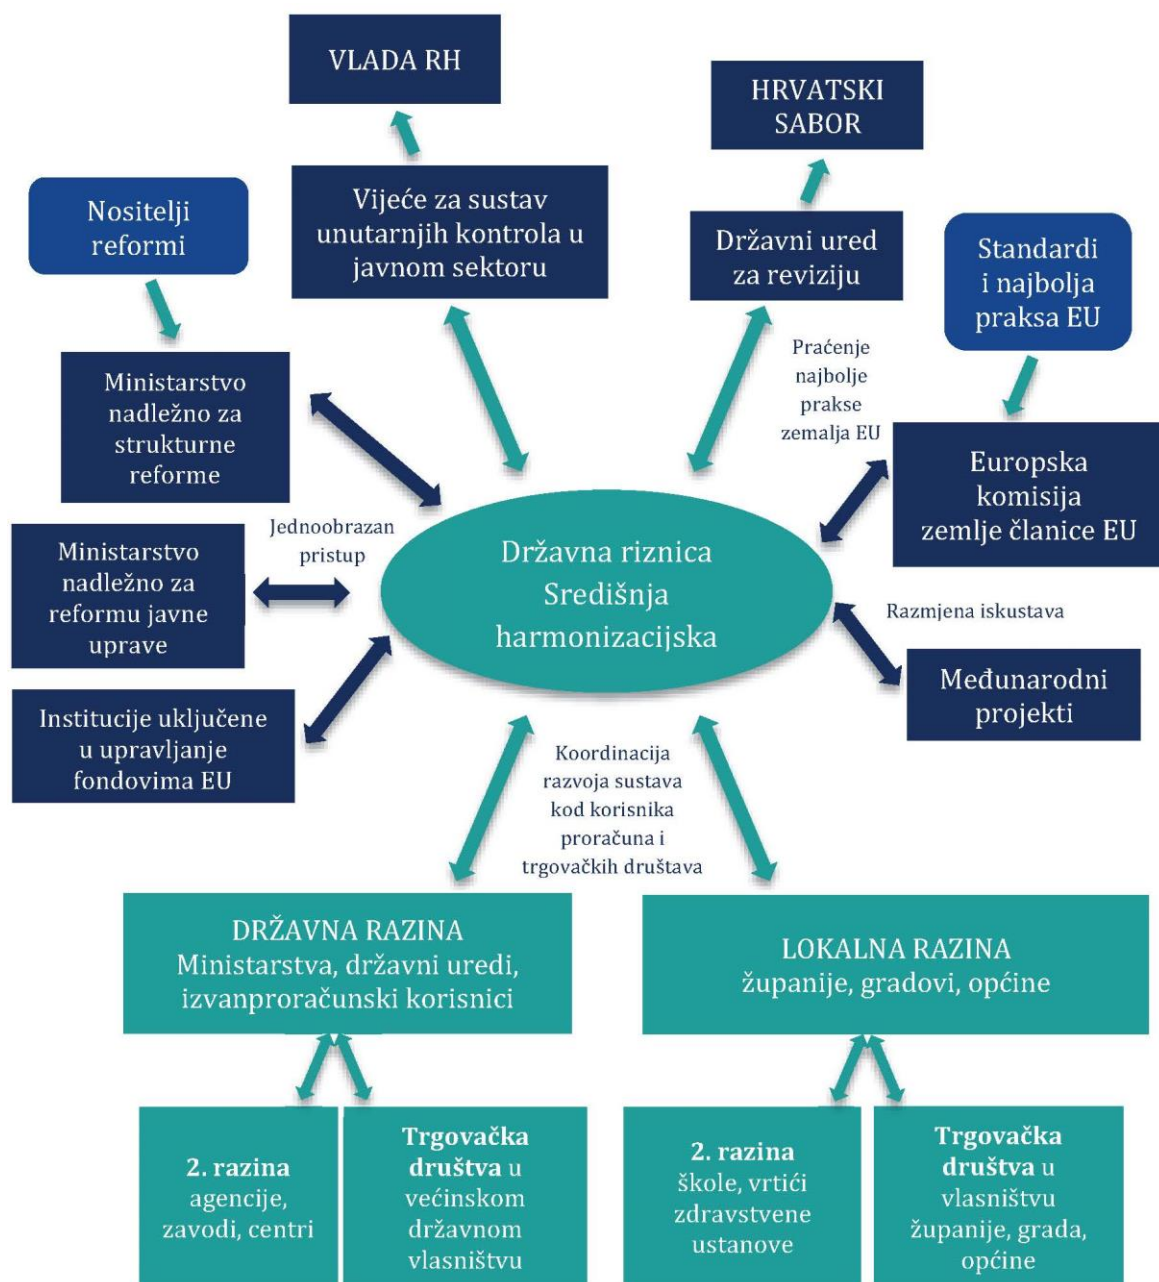 VLADA RH
HRVATSKI
SABOR
Nositelji
reformi
Vijeće za sustav
unutarnjih kontrola u
javnom sektoru
Državni ured
za reviziju
Standardi
i najbolja
praksa EU
Ministarstvo
nadležno za
strukturne
reforme
Praćenje
najbolje
prakse
zemalja EU
Europska
komisija
zemlje članice EU
Jednoobrazan
pristup
Ministarstvo
nadležno za
reformu javne
uprave
Državna riznica
Središnja
harmonizacijska
Razmjena iskustava
Međunarodni
projekti
Institucije uključene
u upravljanje
fondovima EU
Koordinacija
razvoja sustava
kod korisnika
proračuna i
trgovačkih društava
DRŽAVNA RAZINA
Ministarstva, državni uredi,
izvanproračunski korisnici
LOKALNA RAZINA
županije, gradovi, općine
2. razina
agencije,
zavodi, centri
Trgovačka
društva u
većinskom
državnom
vlasništvu
2. razina
škole, vrtići
zdravstvene
ustanove
Trgovačka
društva u
vlasništvu
županije, grada,
općine